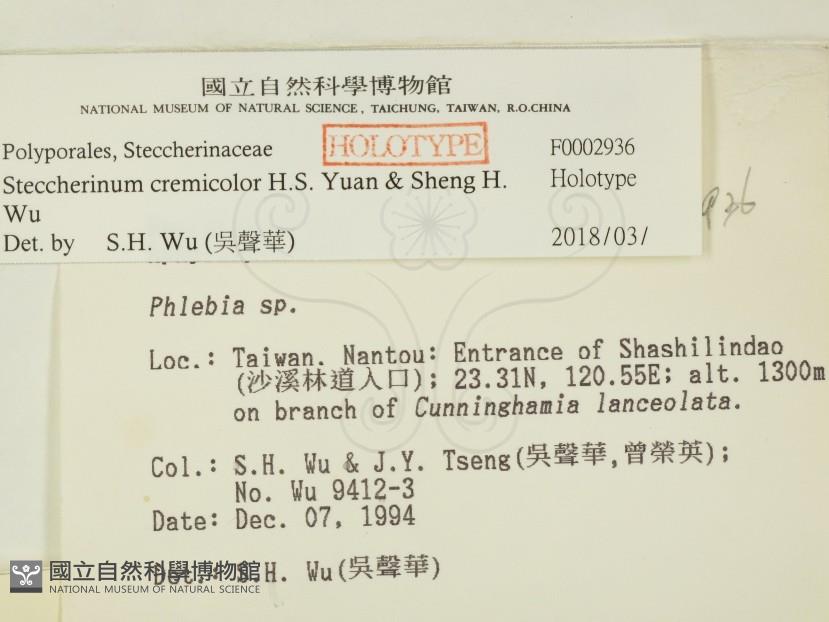 國立自然科學博物館
NATIONAL MUSEUM OF NATURAL SCIENCE, TAICHUNG, TAIWAN, R.O.CHINA
Polyporales, Steccherinaceae HOLOTYPE F0002936
Steccherinum cremicolor H.S. Yuan & Sheng H. Holotype
Wu
Det. by S.H. Wu (吳聲華) 2018/03/
936
Phlebia sp.
Loc.: Taiwan. Nantou: Entrance of Shashilindao
(沙溪林道入口); 23.31N, 120.55E; alt. 1300m
on branch of Cunninghamia lanceolata.
Col.: S.H. Wu & J.Y. Tseng(吳聲華,曾榮英);
No. Wu 9412-3
Date: Dec. 07, 1994
Det.: S.H. Wu(吳聲華)
國立自然科學博物館
NATIONAL MUSEUM OF NATURAL SCIENCE